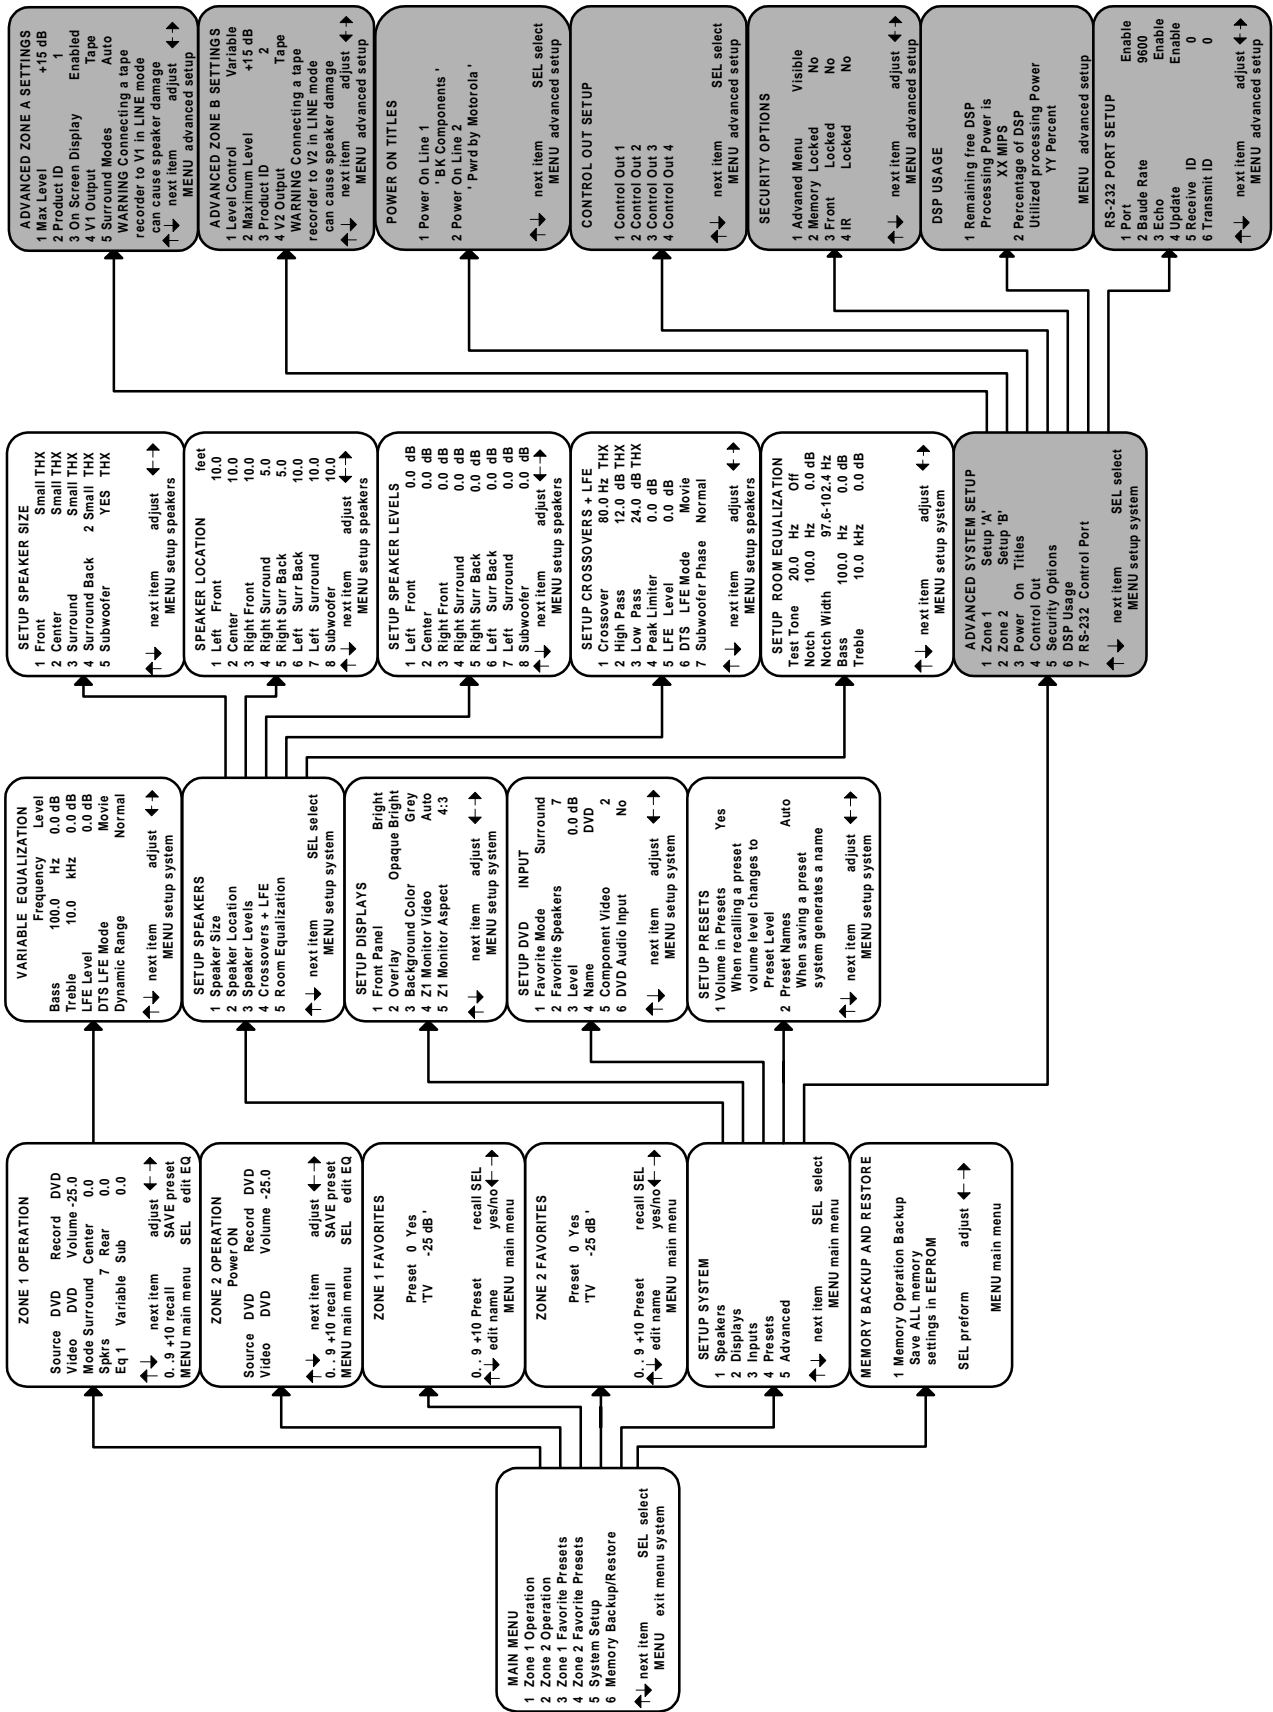 MAIN MENU
1 Zone 1 Operation
2 Zone 2 Operation
3 Zone 1 Favorite Presets
4 Zone 2 Favorite Presets
5 System Setup
6 Memory Backup/Restore
next item SEL select
MENU exit menu system
ZONE 1 OPERATION
Source DVD Record DVD
Video DVD Volume -25.0
Mode Surround Center 0.0
Spkrs 7 Rear 0.0
Eq 1 Variable Sub 0.0
next item adjust
0. .9 +10 recall SAVE preset
MENU main menu SEL edit EQ
ZONE 2 OPERATION
Power ON
Source DVD Record DVD
Video DVD Volume -25.0
next item adjust
0. . 9 +10 recall SAVE preset
MENU main menu SEL edit EQ
ZONE 1 FAVORITES
Preset 0 Yes
'TV -25 dB '
0. . 9 +10 Preset recall SEL
edit name yes/no
MENU main menu
ZONE 2 FAVORITES
Preset 0 Yes
'TV -25 dB '
0. . 9 +10 Preset recall SEL
edit name yes/no
MENU main menu
SETUP SYSTEM
1 Speakers
2 Displays
3 Inputs
4 Presets
5 Advanced
next item SEL select
MENU main menu
MEMORY BACKUP AND RESTORE
1 Memory Operation Backup
Save ALL memory
settings in EEPROM
SEL preform adjust
MENU main menu
VARIABLE EQUALIZATION
Frequency Level
Bass 100.0 Hz 0.0 dB
Treble 10.0 kHz 0.0 dB
LFE Level 0.0 dB
DTS LFE Mode Movie
Dynamic Range Normal
next item adjust
MENU setup system
SETUP SPEAKERS
1 Speaker Size
2 Speaker Location
3 Speaker Levels
4 Crossovers + LFE
5 Room Equalization
next item SEL select
MENU setup system
SETUP DISPLAYS
1 Front Panel Bright
2 Overlay Opaque Bright
3 Background Color Grey
4 Z1 Monitor Video Auto
5 Z1 Monitor Aspect 4:3
next item adjust
MENU setup system
SETUP DVD INPUT
1 Favorite Mode Surround
2 Favorite Speakers 7
3 Level 0.0 dB
4 Name DVD
5 Component Video 2
6 DVD Audio Input No
next item adjust
MENU setup system
SETUP PRESETS
1 Volume in Presets Yes
When recalling a preset
volume level changes to
Preset Level
2 Preset Names Auto
When saving a preset
system generates a name
next item adjust
MENU setup system
SETUP SPEAKER SIZE
1 Front Small THX
2 Center Small THX
3 Surround Small THX
4 Surround Back 2 Small THX
5 Subwoofer YES THX
next item adjust
MENU setup speakers
SPEAKER LOCATION feet
1 Left Front 10.0
2 Center 10.0
3 Right Front 10.0
4 Right Surround 5.0
5 Right Surr Back 5.0
6 Left Surr Back 10.0
7 Left Surround 10.0
8 Subwoofer 10.0
next item adjust
MENU setup speakers
SETUP SPEAKER LEVELS
1 Left Front 0.0 dB
2 Center 0.0 dB
3 Right Front 0.0 dB
4 Right Surround 0.0 dB
5 Right Surr Back 0.0 dB
6 Left Surr Back 0.0 dB
7 Left Surround 0.0 dB
8 Subwoofer 0.0 dB
next item adjust
MENU setup speakers
SETUP CROSSOVERS + LFE
1 Crossover 80.0 Hz THX
2 High Pass 12.0 dB THX
3 Low Pass 24.0 dB THX
4 Peak Limiter 0.0 dB
5 LFE Level 0.0 dB
6 DTS LFE Mode Movie
7 Subwoofer Phase Normal
next item adjust
MENU setup speakers
SETUP ROOM EQUALIZATION
Test Tone 20.0 Hz Off
Notch 100.0 Hz 0.0 dB
Notch Width 97.6-102.4 Hz
Bass 100.0 Hz 0.0 dB
Treble 10.0 kHz 0.0 dB
next item adjust
MENU setup system
ADVANCED SYSTEM SETUP
1 Zone 1 Setup 'A'
2 Zone 2 Setup 'B'
3 Power On Titles
4 Control Out
5 Security Options
6 DSP Usage
7 RS-232 Control Port
next item SEL select
MENU setup system
ADVANCED ZONE A SETTINGS
1 Max Level +15 dB
2 Product ID 1
3 On Screen Display Enabled
4 V1 Output Tape
5 Surround Modes Auto
WARNING Connecting a tape
recorder to V1 in LINE mode
can cause speaker damage
next item adjust
MENU advanced setup
ADVANCED ZONE B SETTINGS
1 Level Control Variable
2 Maximum Level +15 dB
3 Product ID 2
4 V2 Output Tape
WARNING Connecting a tape
recorder to V2 in LINE mode
can cause speaker damage
next item adjust
MENU advanced setup
POWER ON TITLES
1 Power On Line 1
' BK Components '
2 Power On Line 2
' Pwrd by Motorola '
next item SEL select
MENU advanced setup
CONTROL OUT SETUP
1 Control Out 1
2 Control Out 2
3 Control Out 3
4 Control Out 4
next item SEL select
MENU advanced setup
SECURITY OPTIONS
1 Advaned Menu Visible
2 Memory Locked No
3 Front Locked No
4 IR Locked No
next item adjust
MENU advanced setup
DSP USAGE
1 Remaining free DSP
Processing Power is
XX MIPS
2 Percentage of DSP
Utilized processing Power
YY Percent
MENU advanced setup
RS-232 PORT SETUP
1 Port Enable
2 Baude Rate 9600
3 Echo Enable
4 Update Enable
5 Receive ID 0
6 Transmit ID 0
next item adjust
MENU advanced setup